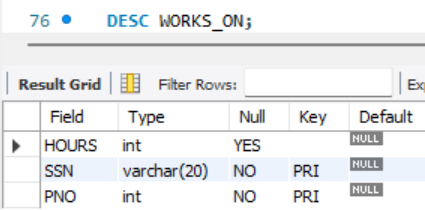 76 DESC WORKS_ON;
Result Grid Filter Rows:
Field Type Null Key Default
HOURS int YES NULL
SSN varchar(20) NO PRI NULL
PNO int NO PRI NULL